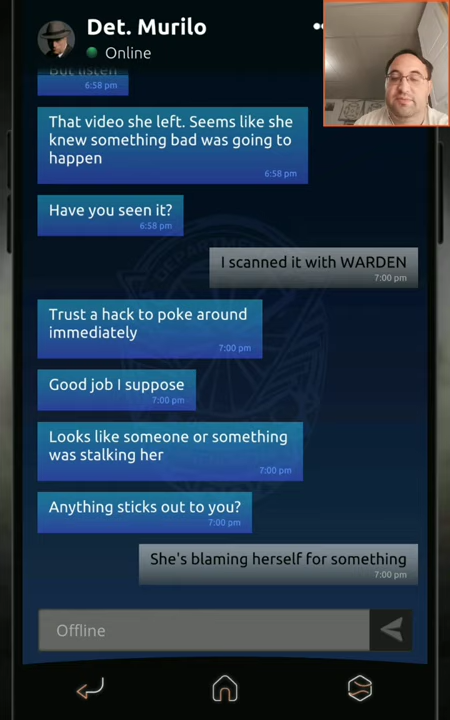 Det. Murilo
Online
But listen
6:58 pm
That video she left. Seems like she
knew something bad was going to
happen
6:58 pm
Have you seen it?
6:58 pm
I scanned it with WARDEN
7:00 pm
Trust a hack to poke around
immediately
7:00 pm
Good job I suppose
7:00 pm
Looks like someone or something
was stalking her
7:00 pm
Anything sticks out to you?
7:00 pm
She's blaming herself for something
7:00 pm
Offline